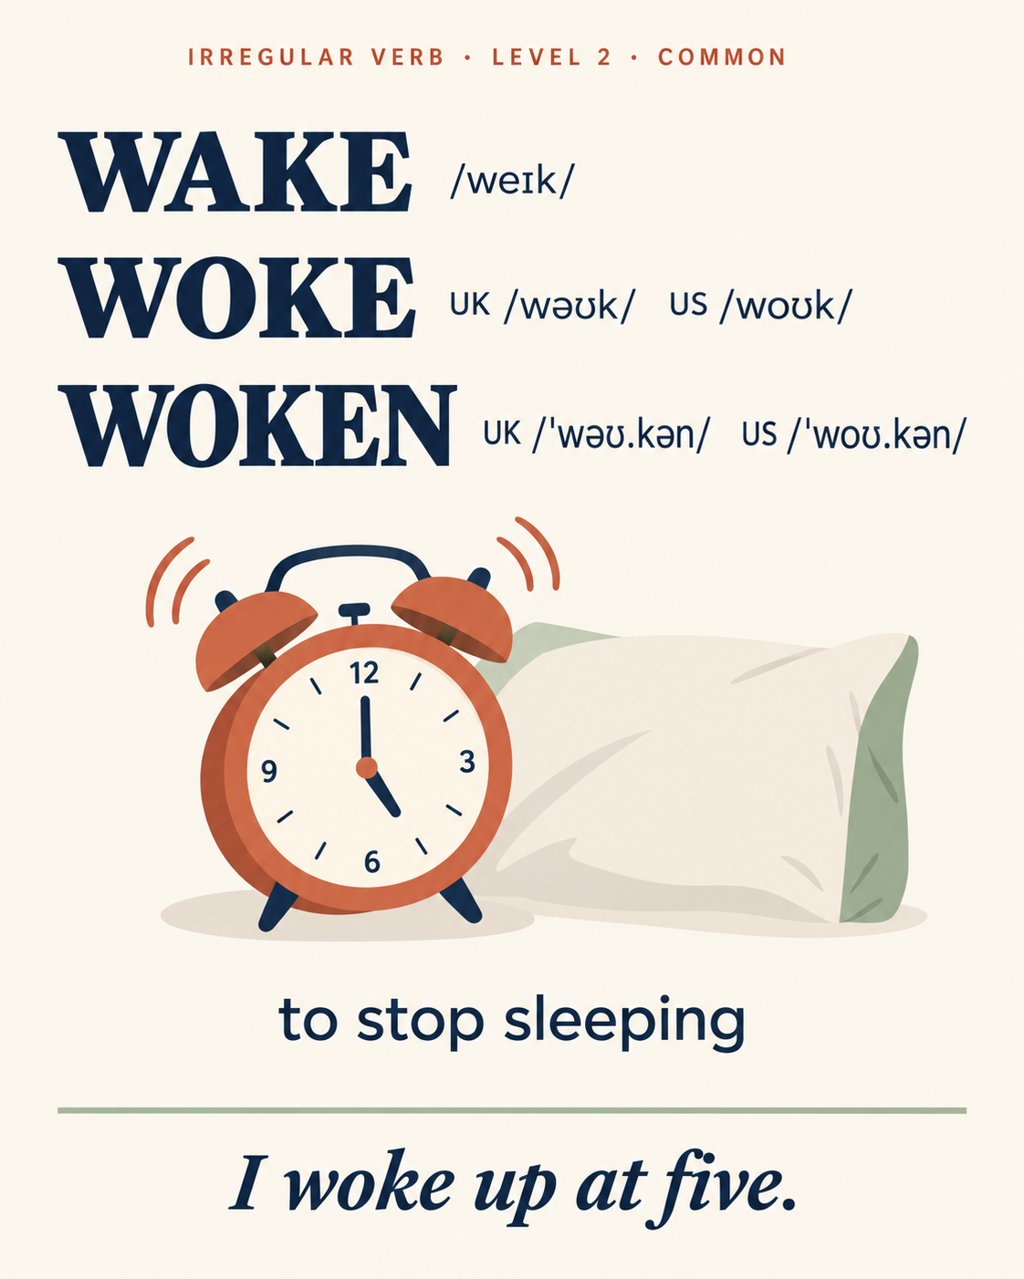 IRREGULAR VERB · LEVEL 2 · COMMON
WAKE /weɪk/
WOKE UK /wəʊk/ US /woʊk/
WOKEN UK /ˈwəʊ.kən/ US /ˈwoʊ.kən/
12
9 3
6
to stop sleeping
I woke up at five.